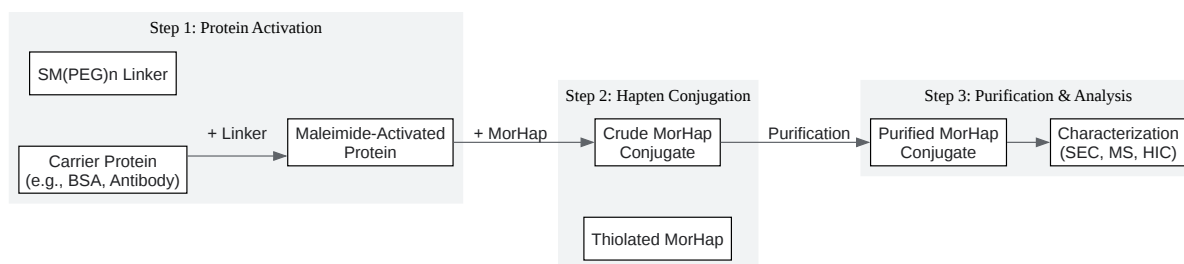 Step 1: Protein Activation
SM(PEG)n Linker
+ Linker
Carrier Protein
(e.g., BSA, Antibody)
Maleimide-Activated
Protein
+ MorHap
Step 2: Hapten Conjugation
Crude MorHap
Conjugate
Thiolated MorHap
Purification
Step 3: Purification & Analysis
Purified MorHap
Conjugate
Characterization
(SEC, MS, HIC)